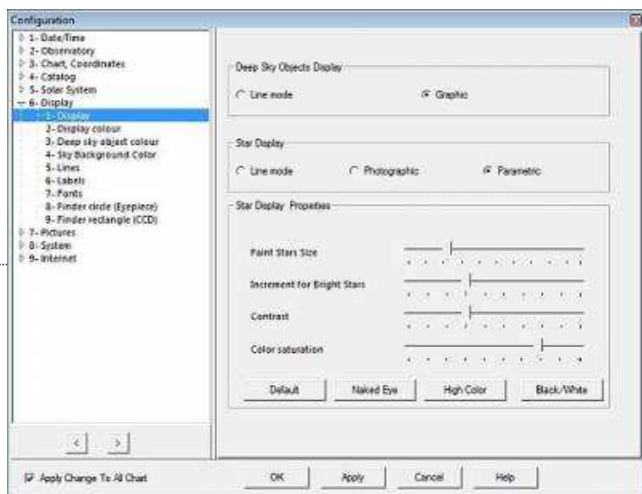 Configuration
1- Date/Time
2- Observatory
3- Chart, Coordinates
4- Catalog
5- Solar System
6- Display
1- Display
2- Display colour
3- Deep sky object colour
4- Sky Background Color
5- Lines
6- Labels
7- Fonts
8- Finder circle (Eyepiece)
9- Finder rectangle (CCD)
7- Pictures
8- System
9- Internet
< >
Deep Sky Objects Display
Line mode Graphic
Star Display
Line mode Photographic Parametric
Star Display Properties
Faint Stars Size
Increment for Bright Stars
Contrast
Color saturation
Default Naked Eye High Color Black/White
Apply Change To All Chart OK Apply Cancel Help